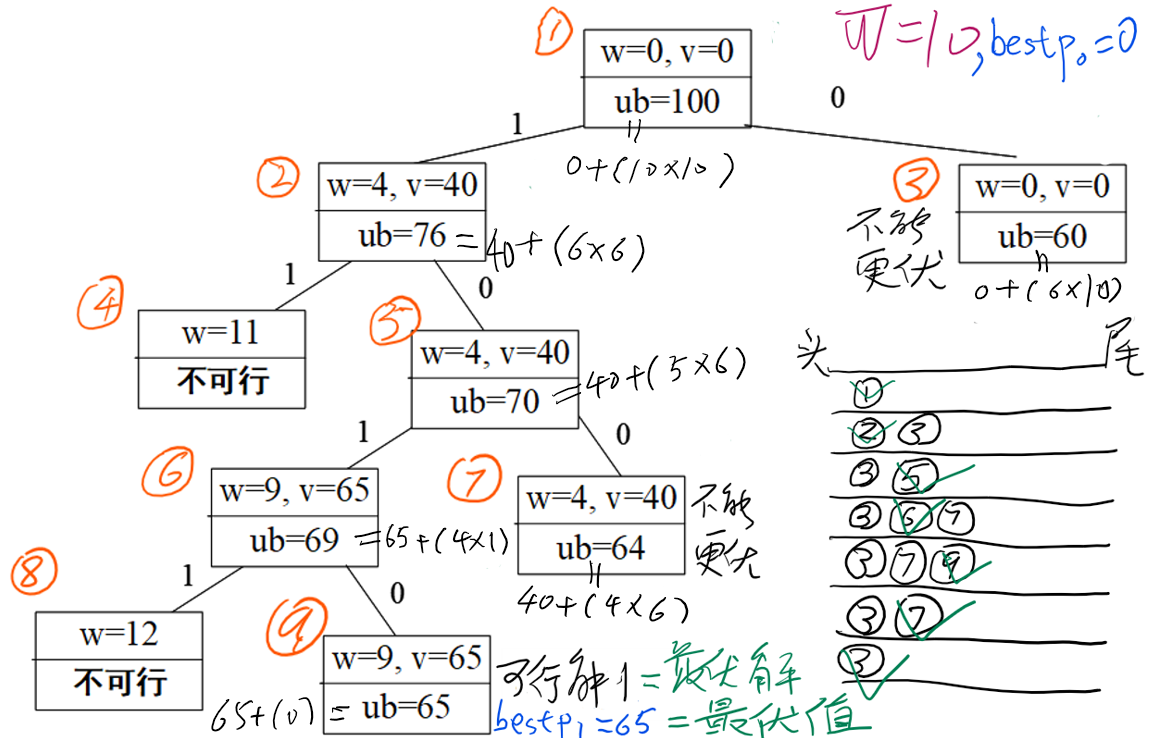 ①
w=0, v=0
ub=100
0+(10×10)
W=10, bestp₀=0
1
0
②
w=4, v=40
ub=76 =40+(6×6)
③
w=0, v=0
ub=60
0+(6×10)
不能
更优
1
0
④
w=11
不可行
⑤
w=4, v=40
ub=70 =40+(5×6)
1
0
⑥
w=9, v=65
ub=69 =65+(4×1)
⑦
w=4, v=40
ub=64
40+(4×6)
不能
更优
1
0
⑧
w=12
不可行
⑨
w=9, v=65
65+(0)= ub=65
可行解1=最优解
bestp₁=65=最优值
头 尾
①
② ③
③ ⑤
③ ⑥ ⑦
③ ⑦ ⑨
③ ⑦
③